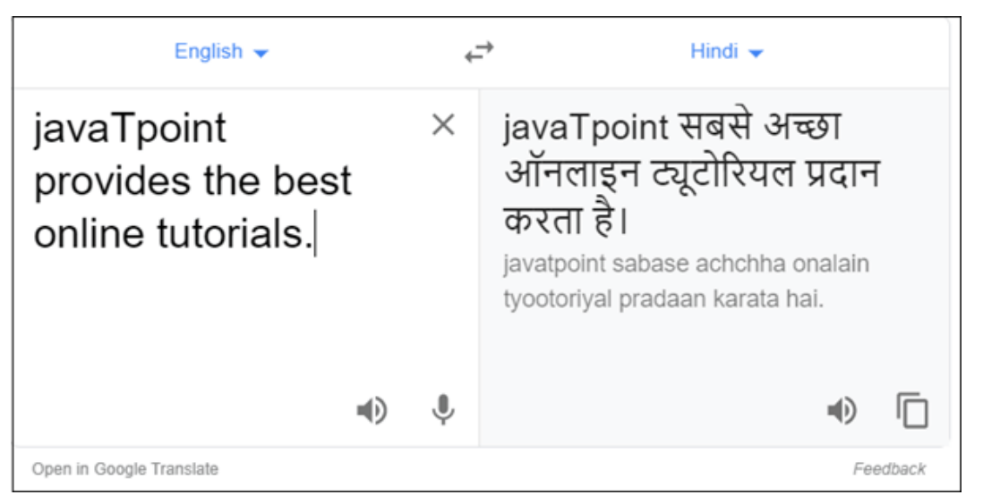 English
Hindi
javaTpoint
provides the best
online tutorials.
javaTpoint सबसे अच्छा
ऑनलाइन ट्यूटोरियल प्रदान
करता है।
javatpoint sabase achchha onalain
tyootoriyal pradaan karata hai.
Open in Google Translate
Feedback